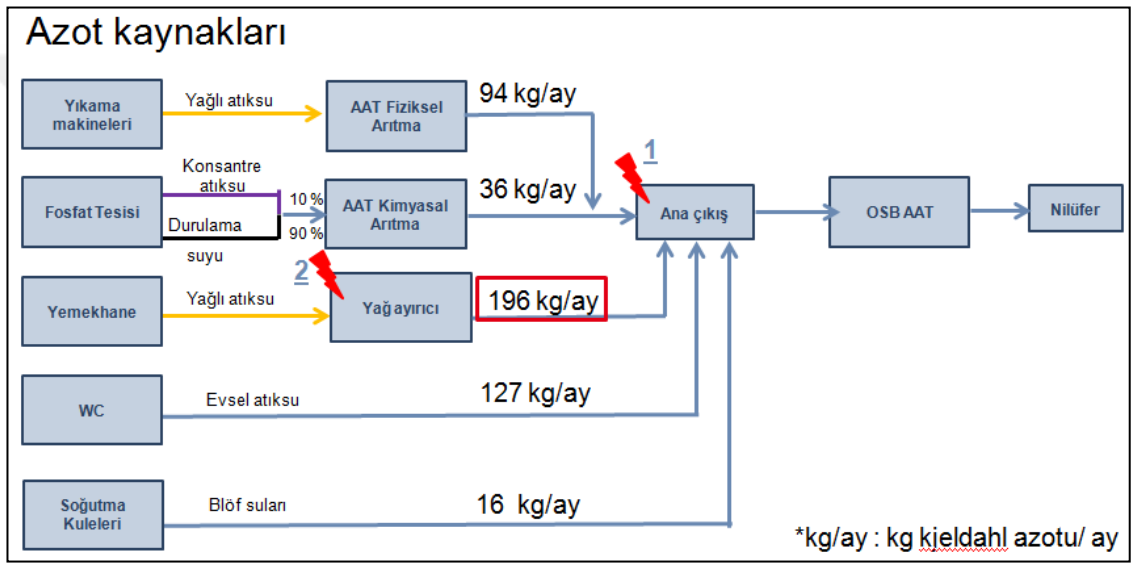 Azot kaynakları
Yıkama
makineleri
Yağlı atıksu
AAT Fiziksel
Arıtma
94 kg/ay
Fosfat Tesisi
Konsantre
atıksu
Durulama
suyu
10 %
90 %
AAT Kimyasal
Arıtma
36 kg/ay
1
Ana çıkış
OSB AAT
Nilüfer
Yemekhane
Yağlı atıksu
2
Yağ ayırıcı
196 kg/ay
WC
Evsel atıksu
127 kg/ay
Soğutma
Kuleleri
Blöf suları
16 kg/ay
*kg/ay : kg kjeldahl azotu/ ay